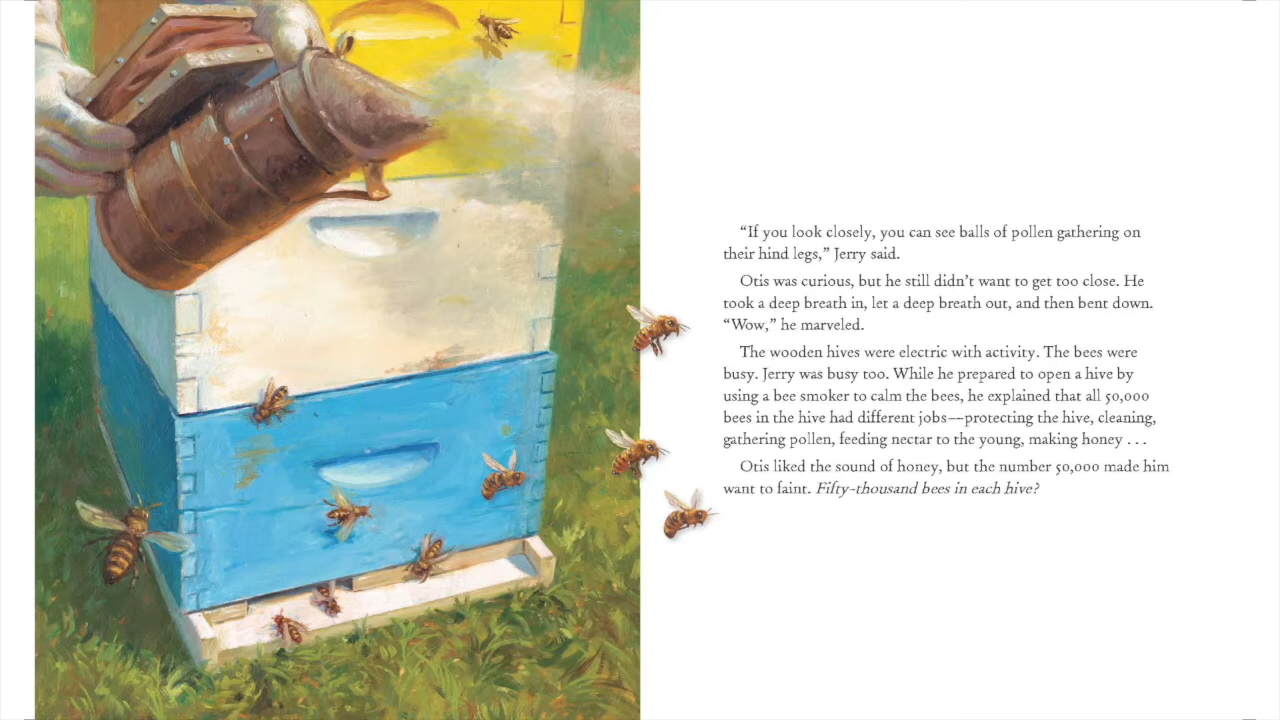 “If you look closely, you can see balls of pollen gathering on
their hind legs,” Jerry said.
Otis was curious, but he still didn’t want to get too close. He
took a deep breath in, let a deep breath out, and then bent down.
“Wow,” he marveled.
The wooden hives were electric with activity. The bees were
busy. Jerry was busy too. While he prepared to open a hive by
using a bee smoker to calm the bees, he explained that all 50,000
bees in the hive had different jobs—protecting the hive, cleaning,
gathering pollen, feeding nectar to the young, making honey . . .
Otis liked the sound of honey, but the number 50,000 made him
want to faint. Fifty-thousand bees in each hive?